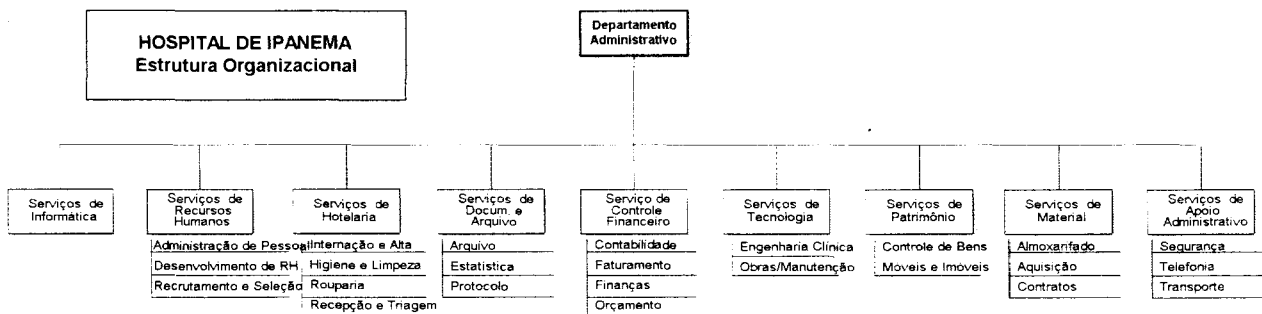 HOSPITAL DE IPANEMA
Estrutura Organizacional
Departamento
Administrativo
Serviços de
Informática
Serviços de
Recursos
Humanos
Administração de Pessoal
Desenvolvimento de RH
Recrutamento e Seleção
Serviços de
Hotelaria
Internação e Alta
Higiene e Limpeza
Rouparia
Recepção e Triagem
Serviços de
Docum. e
Arquivo
Arquivo
Estatística
Protocolo
Serviço de
Controle
Financeiro
Contabilidade
Faturamento
Finanças
Orçamento
Serviços de
Tecnologia
Engenharia Clínica
Obras/Manutenção
Serviços de
Patrimônio
Controle de Bens
Móveis e Imóveis
Serviços de
Material
Almoxarifado
Aquisição
Contratos
Serviços de
Apoio
Administrativo
Segurança
Telefonia
Transporte